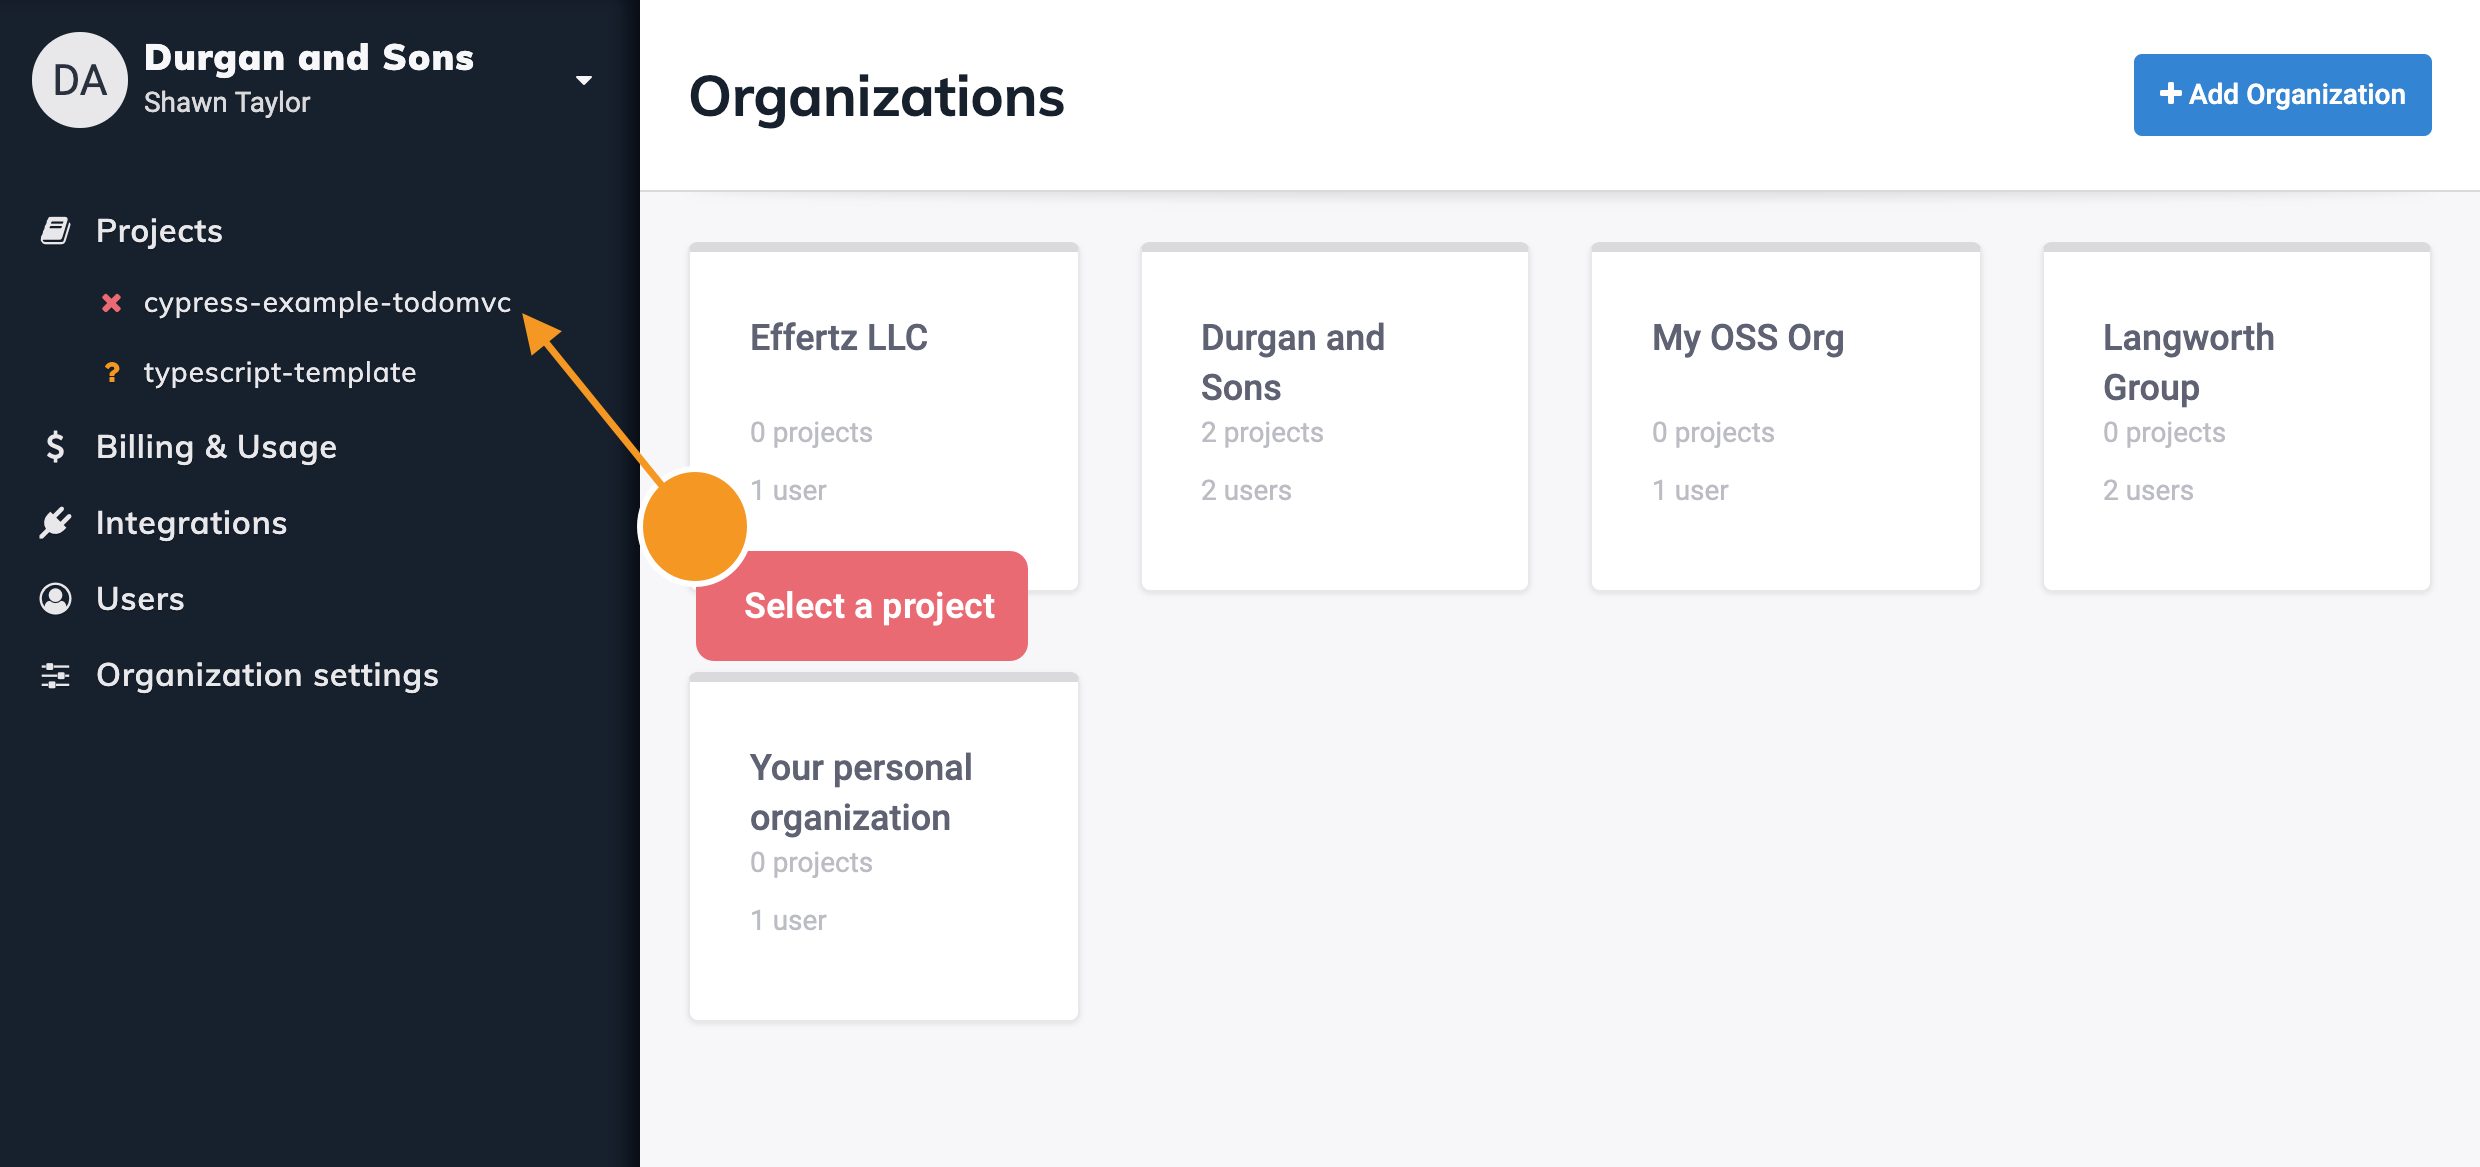 DA
Durgan and Sons
Shawn Taylor
Projects
cypress-example-todomvc
? typescript-template
$ Billing & Usage
Integrations
Users
Organization settings
Organizations
+ Add Organization
Effertz LLC
0 projects
1 user
Durgan and
Sons
2 projects
2 users
My OSS Org
0 projects
1 user
Langworth
Group
0 projects
2 users
Select a project
Your personal
organization
0 projects
1 user